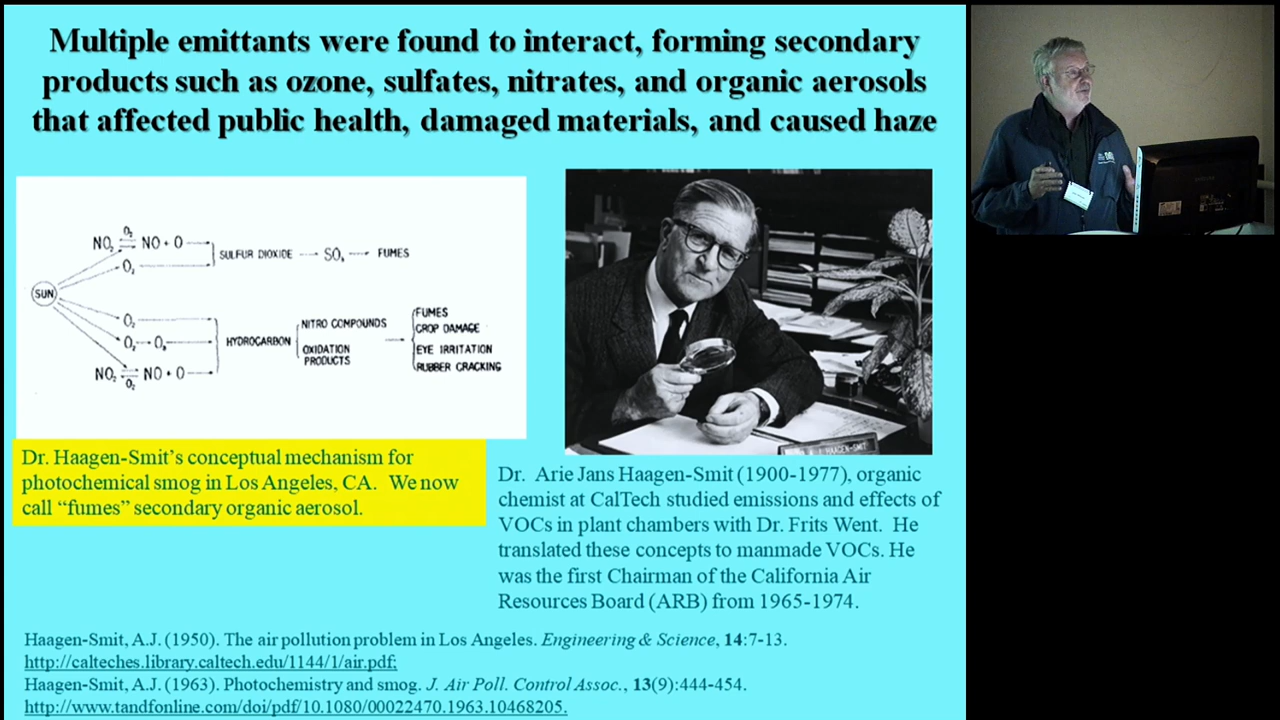 Multiple emittants were found to interact, forming secondary
products such as ozone, sulfates, nitrates, and organic aerosols
that affected public health, damaged materials, and caused haze
NO₂ ⇌ NO + O
O₂
O₂
SULFUR DIOXIDE
SOₓ
FUMES
SUN
O₂
O₂
O₃
HYDROCARBON
NITRO COMPOUNDS
OXIDATION
PRODUCTS
FUMES
CROP DAMAGE
EYE IRRITATION
RUBBER CRACKING
NO₂ ⇌ NO + O
O₂
HAAGEN-SMIT
Dr. Haagen-Smit’s conceptual mechanism for
photochemical smog in Los Angeles, CA. We now
call “fumes” secondary organic aerosol.
Dr. Arie Jans Haagen-Smit (1900-1977), organic
chemist at CalTech studied emissions and effects of
VOCs in plant chambers with Dr. Frits Went. He
translated these concepts to manmade VOCs. He
was the first Chairman of the California Air
Resources Board (ARB) from 1965-1974.
Haagen-Smit, A.J. (1950). The air pollution problem in Los Angeles. Engineering & Science, 14:7-13.
http://calteches.library.caltech.edu/1144/1/air.pdf;
Haagen-Smit, A.J. (1963). Photochemistry and smog. J. Air Poll. Control Assoc., 13(9):444-454.
http://www.tandfonline.com/doi/pdf/10.1080/00022470.1963.10468205.